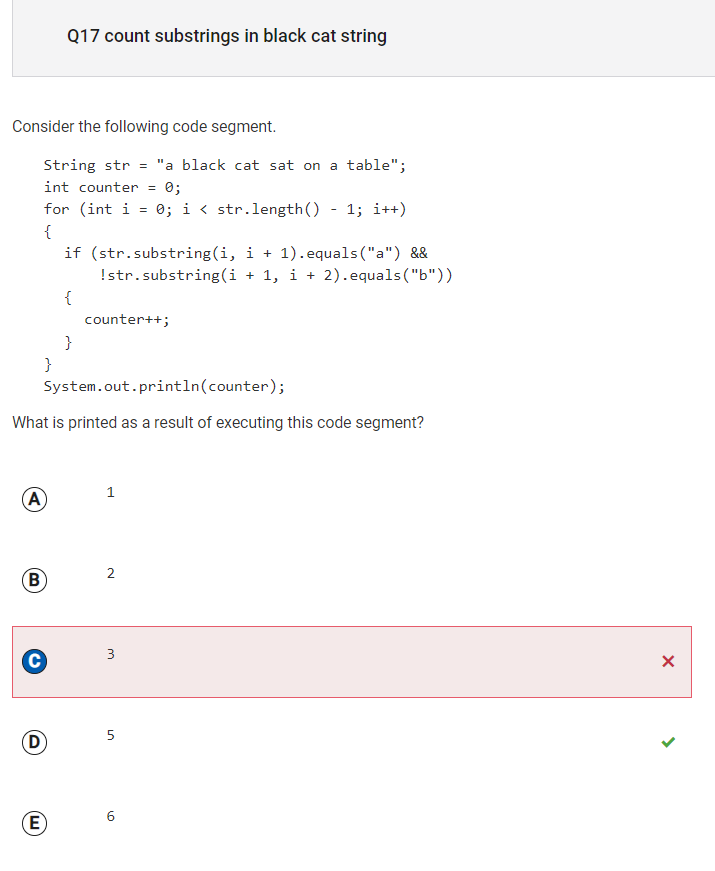 Q17 count substrings in black cat string
Consider the following code segment.
String str = "a black cat sat on a table";
int counter = 0;
for (int i = 0; i < str.length() - 1; i++)
{
if (str.substring(i, i + 1).equals("a") &&
!str.substring(i + 1, i + 2).equals("b"))
{
counter++;
}
}
System.out.println(counter);
What is printed as a result of executing this code segment?
A 1
B 2
C 3
D 5
E 6